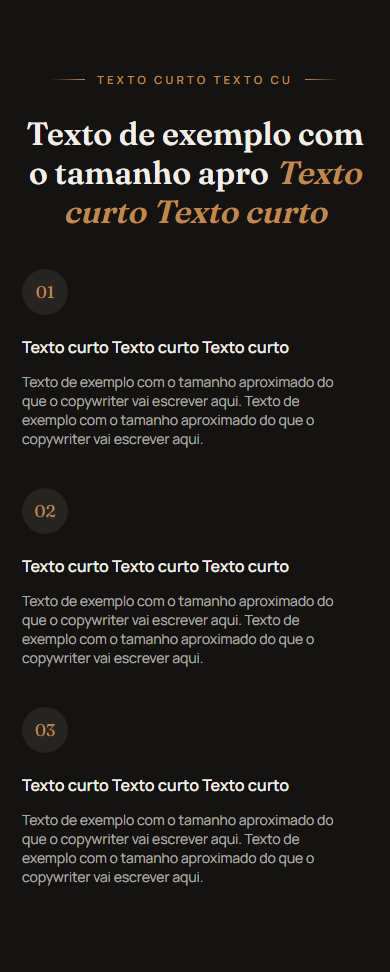 TEXTO CURTO TEXTO CU
Texto de exemplo com
o tamanho apro Texto
curto Texto curto
01
Texto curto Texto curto Texto curto
Texto de exemplo com o tamanho aproximado do
que o copywriter vai escrever aqui. Texto de
exemplo com o tamanho aproximado do que o
copywriter vai escrever aqui.
02
Texto curto Texto curto Texto curto
Texto de exemplo com o tamanho aproximado do
que o copywriter vai escrever aqui. Texto de
exemplo com o tamanho aproximado do que o
copywriter vai escrever aqui.
03
Texto curto Texto curto Texto curto
Texto de exemplo com o tamanho aproximado do
que o copywriter vai escrever aqui. Texto de
exemplo com o tamanho aproximado do que o
copywriter vai escrever aqui.